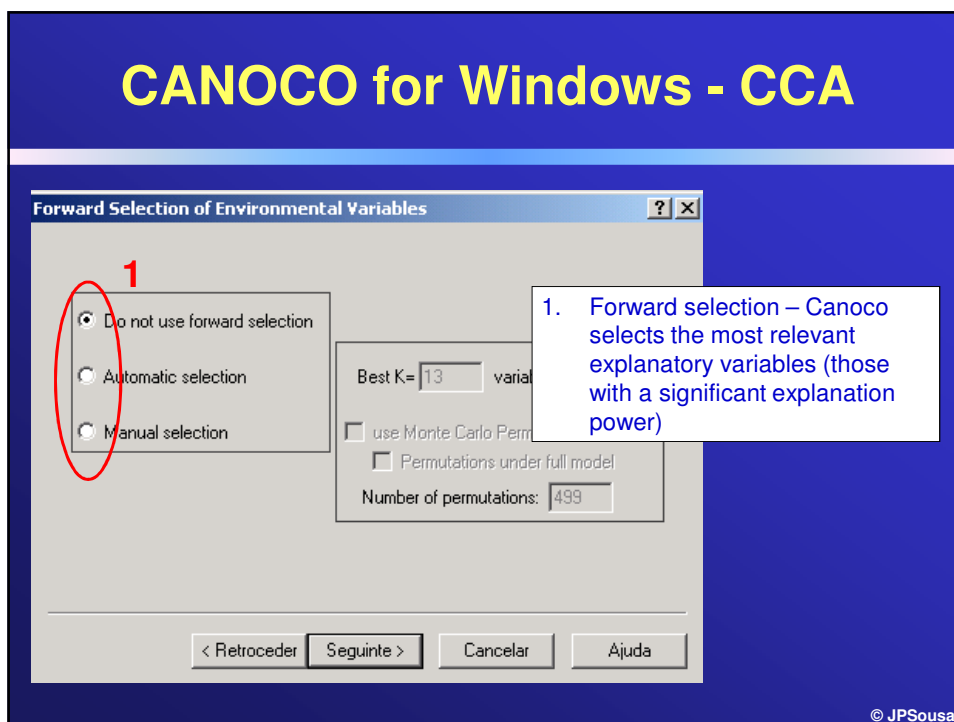 CANOCO for Windows - CCA
Forward Selection of Environmental Variables
1
Do not use forward selection
Automatic selection
Manual selection
Best K= 13 varial
use Monte Carlo Perm
Permutations under full model
Number of permutations: 499
1. Forward selection – Canoco
selects the most relevant
explanatory variables (those
with a significant explanation
power)
< Retroceder
Seguinte >
Cancelar
Ajuda
© JPSousa